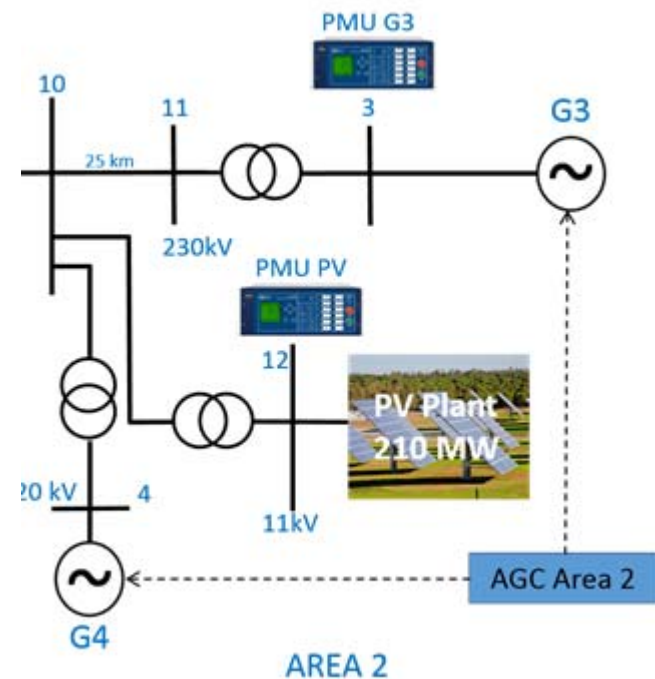 PMU G3
10
11
3
G3
25 km
230kV
PMU PV
12
PV Plant
210 MW
20 kV
4
11kV
AGC Area 2
G4
AREA 2